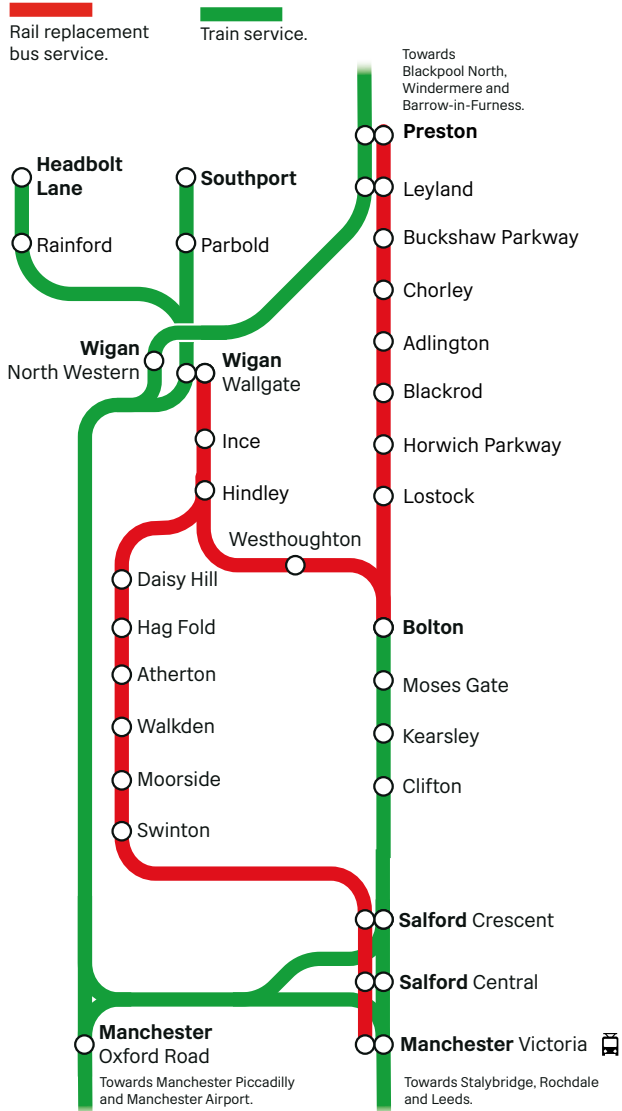 Rail replacement
bus service.
Train service.
Towards
Blackpool North,
Windermere and
Barrow-in-Furness.
Preston
Headbolt
Lane
Southport
Leyland
Rainford
Parbold
Buckshaw Parkway
Chorley
Adlington
Wigan
North Western
Wigan
Wallgate
Blackrod
Ince
Horwich Parkway
Hindley
Lostock
Westhoughton
Daisy Hill
Hag Fold
Bolton
Atherton
Moses Gate
Walkden
Kearsley
Moorside
Clifton
Swinton
Salford Crescent
Salford Central
Manchester
Oxford Road
Manchester Victoria
Towards Manchester Piccadilly
and Manchester Airport.
Towards Stalybridge, Rochdale
and Leeds.